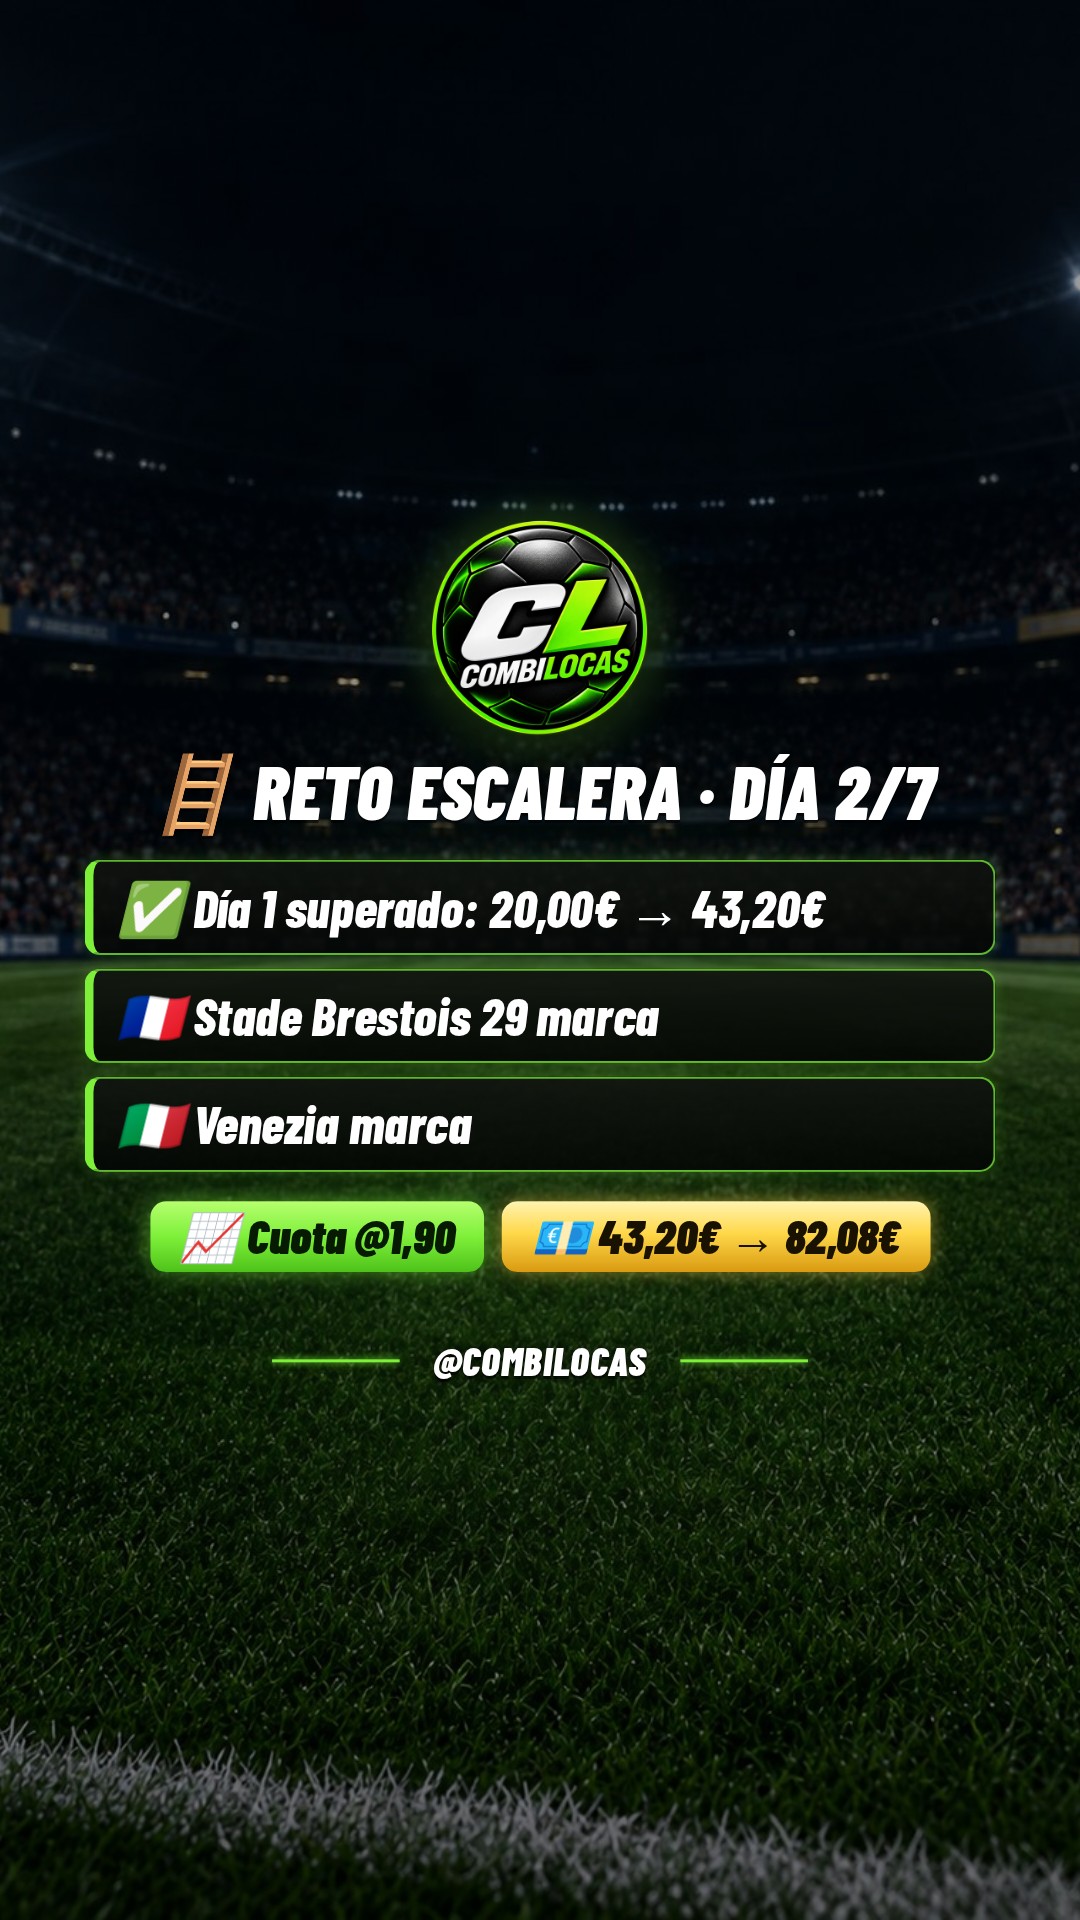 CL
COMBILOCAS
🪜 RETO ESCALERA · DÍA 2/7
✅ Día 1 superado: 20,00€ → 43,20€
🇫🇷 Stade Brestois 29 marca
🇮🇹 Venezia marca
📈 Cuota @1,90
💶 43,20€ → 82,08€
@COMBILOCAS